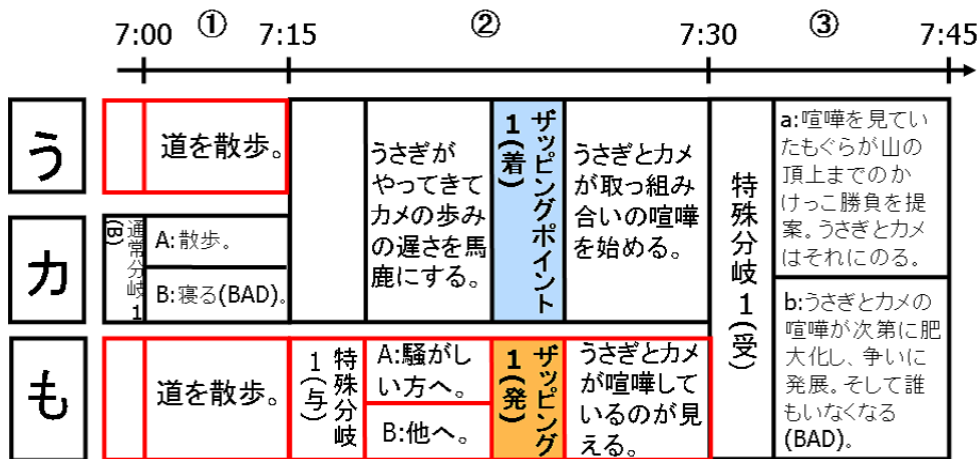 ① ② ③
7:00 7:15 7:30 7:45
う
道を散歩。
カ
通常分岐1
(B)
A:散歩。
B:寝る(BAD)。
うさぎが
やってきて
カメの歩み
の遅さを馬
鹿にする。
ザッピングポイント
1(着)
うさぎとカメ
が取っ組み
合いの喧嘩
を始める。
も
道を散歩。
特殊分岐
1(与)
A:騒がし
い方へ。
B:他へ。
ザッピング
1(発)
うさぎとカメ
が喧嘩して
いるのが見
える。
特殊分岐1(受)
a:喧嘩を見てい
たもぐらが山の
頂上までのか
けっこ勝負を提
案。うさぎとカメ
はそれにのる。
b:うさぎとカメの
喧嘩が次第に肥
大化し、争いに
発展。そして誰
もいなくなる
(BAD)。